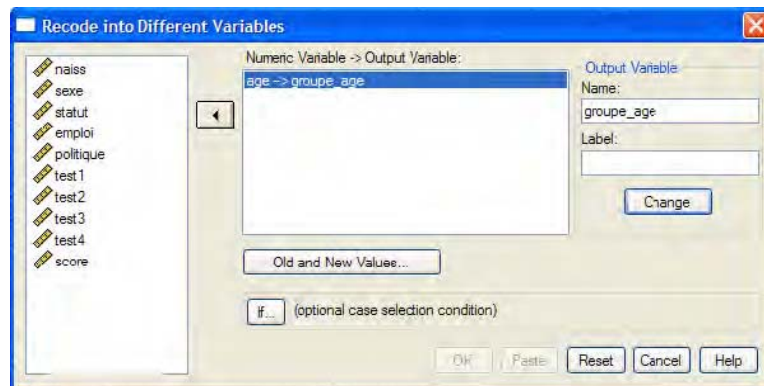 Recode into Different Variables
naiss
sexe
statut
emploi
politique
test1
test2
test3
test4
score
Numeric Variable -> Output Variable:
age -> groupe_age
Output Variable
Name:
groupe_age
Label:
Change
Old and New Values...
If... (optional case selection condition)
OK
Paste
Reset
Cancel
Help